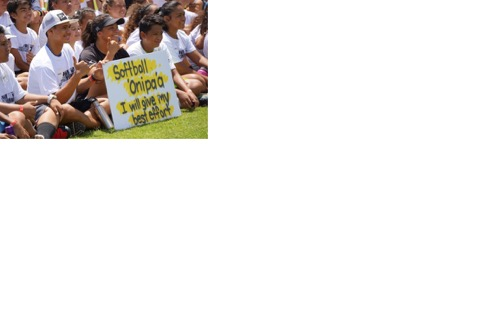 Softball
'Onipa'a
I will give my
best effort